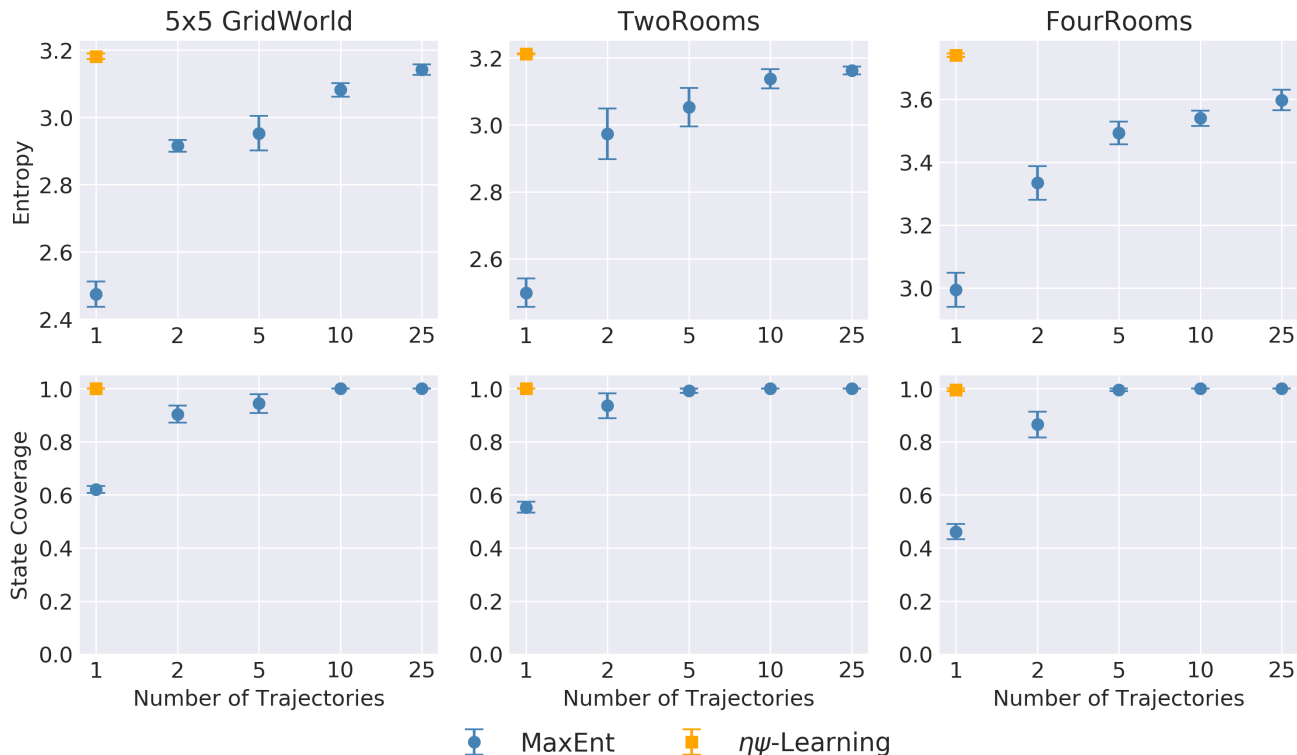 5x5 GridWorld
TwoRooms
FourRooms
Entropy
3.2
3.0
2.8
2.6
2.4
1 2 5 10 25
3.2
3.0
2.8
2.6
1 2 5 10 25
3.6
3.4
3.2
3.0
1 2 5 10 25
State Coverage
1.0
0.8
0.6
0.4
0.2
0.0
1 2 5 10 25
Number of Trajectories
1.0
0.8
0.6
0.4
0.2
0.0
1 2 5 10 25
Number of Trajectories
1.0
0.8
0.6
0.4
0.2
0.0
1 2 5 10 25
Number of Trajectories
MaxEnt
ηψ-Learning